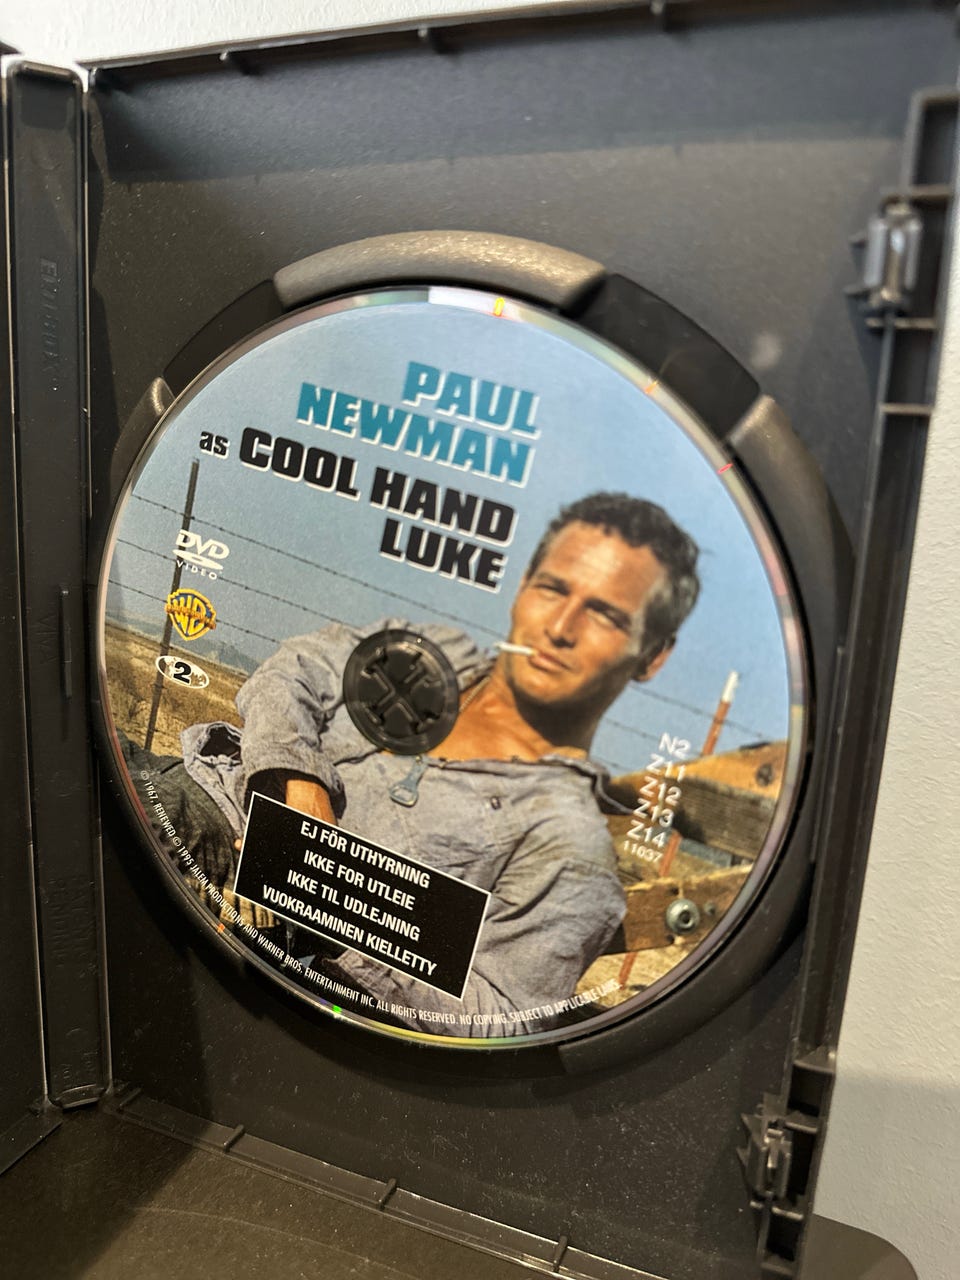 PAUL
NEWMAN
as COOL HAND
LUKE
DVD
VIDEO
WB
2
N2
Z11
Z12
Z13
Z14
11037
EJ FÖR UTHYRNING
IKKE FOR UTLEIE
IKKE TIL UDLEJNING
VUOKRAAMINEN KIELLETTY
© 1967, RENEWED © 1995 JALEM PRODUCTIONS AND WARNER BROS. ENTERTAINMENT INC. ALL RIGHTS RESERVED. NO COPYING. SUBJECT TO APPLICABLE LAWS.